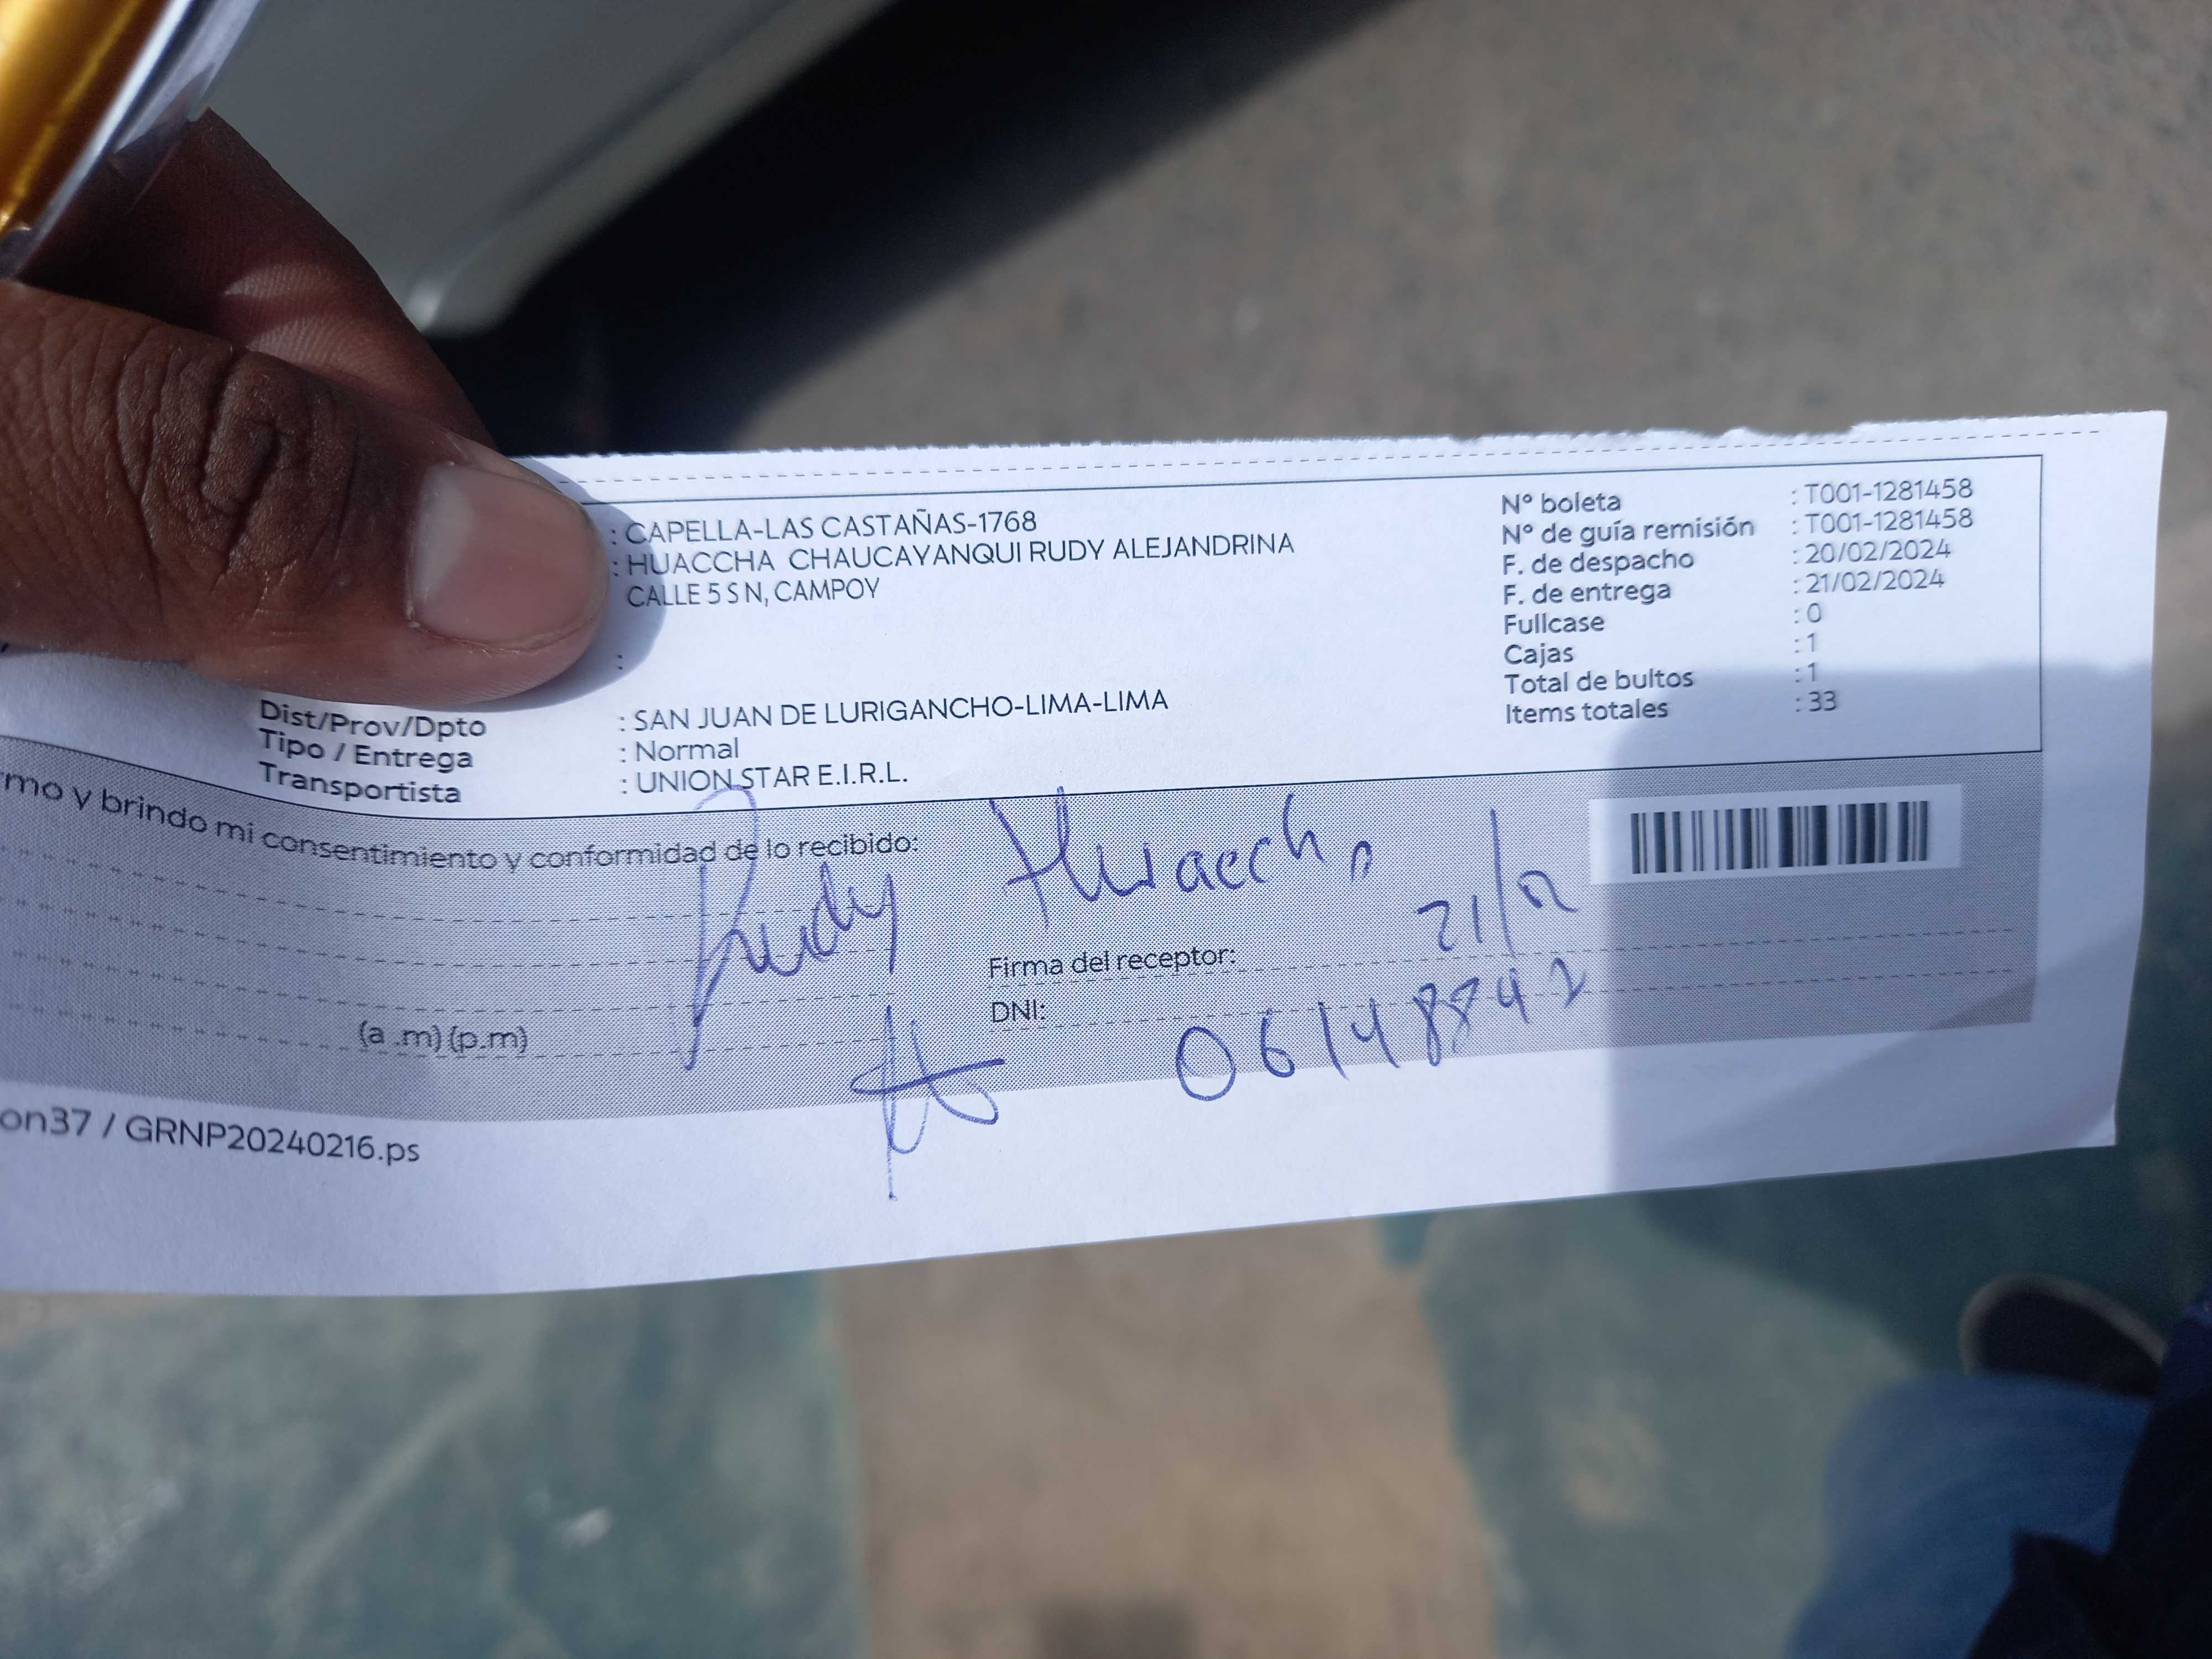 : CAPELLA-LAS CASTAÑAS-1768
: HUACCHA CHAUCAYANQUI RUDY ALEJANDRINA
CALLE 5 S N, CAMPOY
:
Dist/Prov/Dpto : SAN JUAN DE LURIGANCHO-LIMA-LIMA
Tipo / Entrega : Normal
Transportista : UNION STAR E.I.R.L.
N° boleta : T001-1281458
N° de guía remisión : T001-1281458
F. de despacho : 20/02/2024
F. de entrega : 21/02/2024
Fullcase : 0
Cajas : 1
Total de bultos : 1
Items totales : 33
rmo y brindo mi consentimiento y conformidad de lo recibido:
Rudy Huaccha
21/2
Firma del receptor:
DNI: 06148842
(a .m) (p.m)
on37 / GRNP20240216.ps